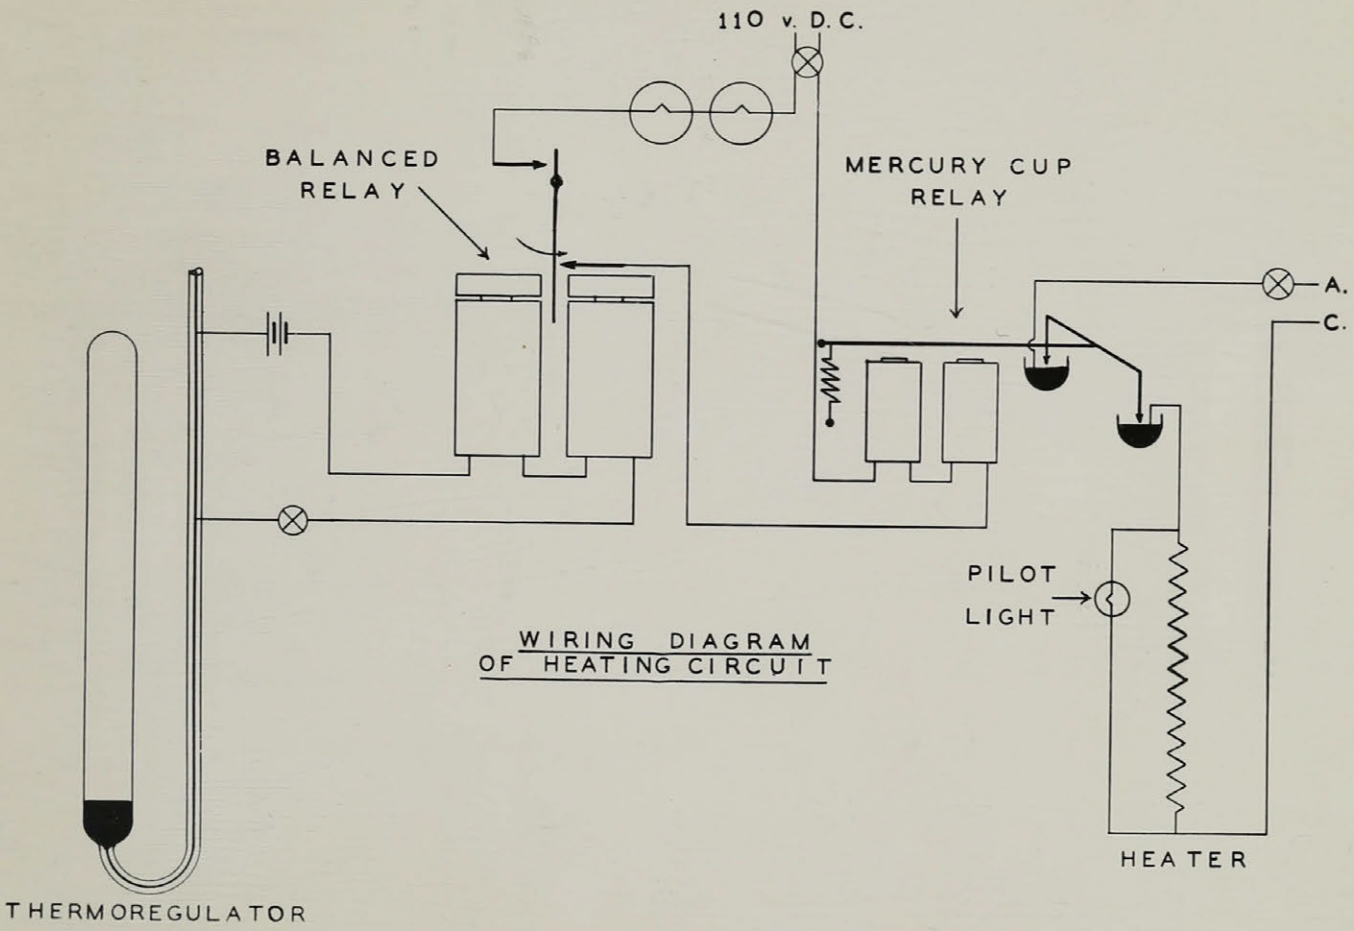 110 v. D.C.
BALANCED
RELAY
MERCURY CUP
RELAY
A.
C.
PILOT
LIGHT
WIRING DIAGRAM
OF HEATING CIRCUIT
HEATER
THERMOREGULATOR